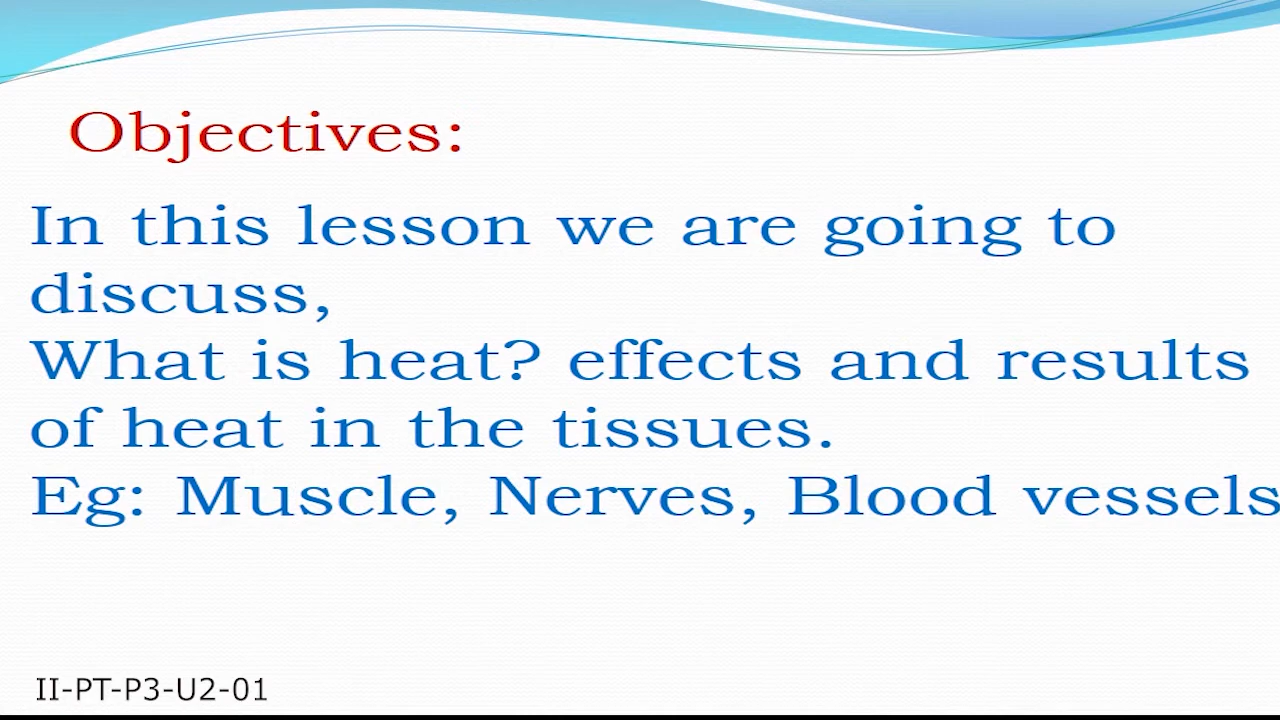 Objectives:
In this lesson we are going to
discuss,
What is heat? effects and results
of heat in the tissues.
Eg: Muscle, Nerves, Blood vessels
II-PT-P3-U2-01